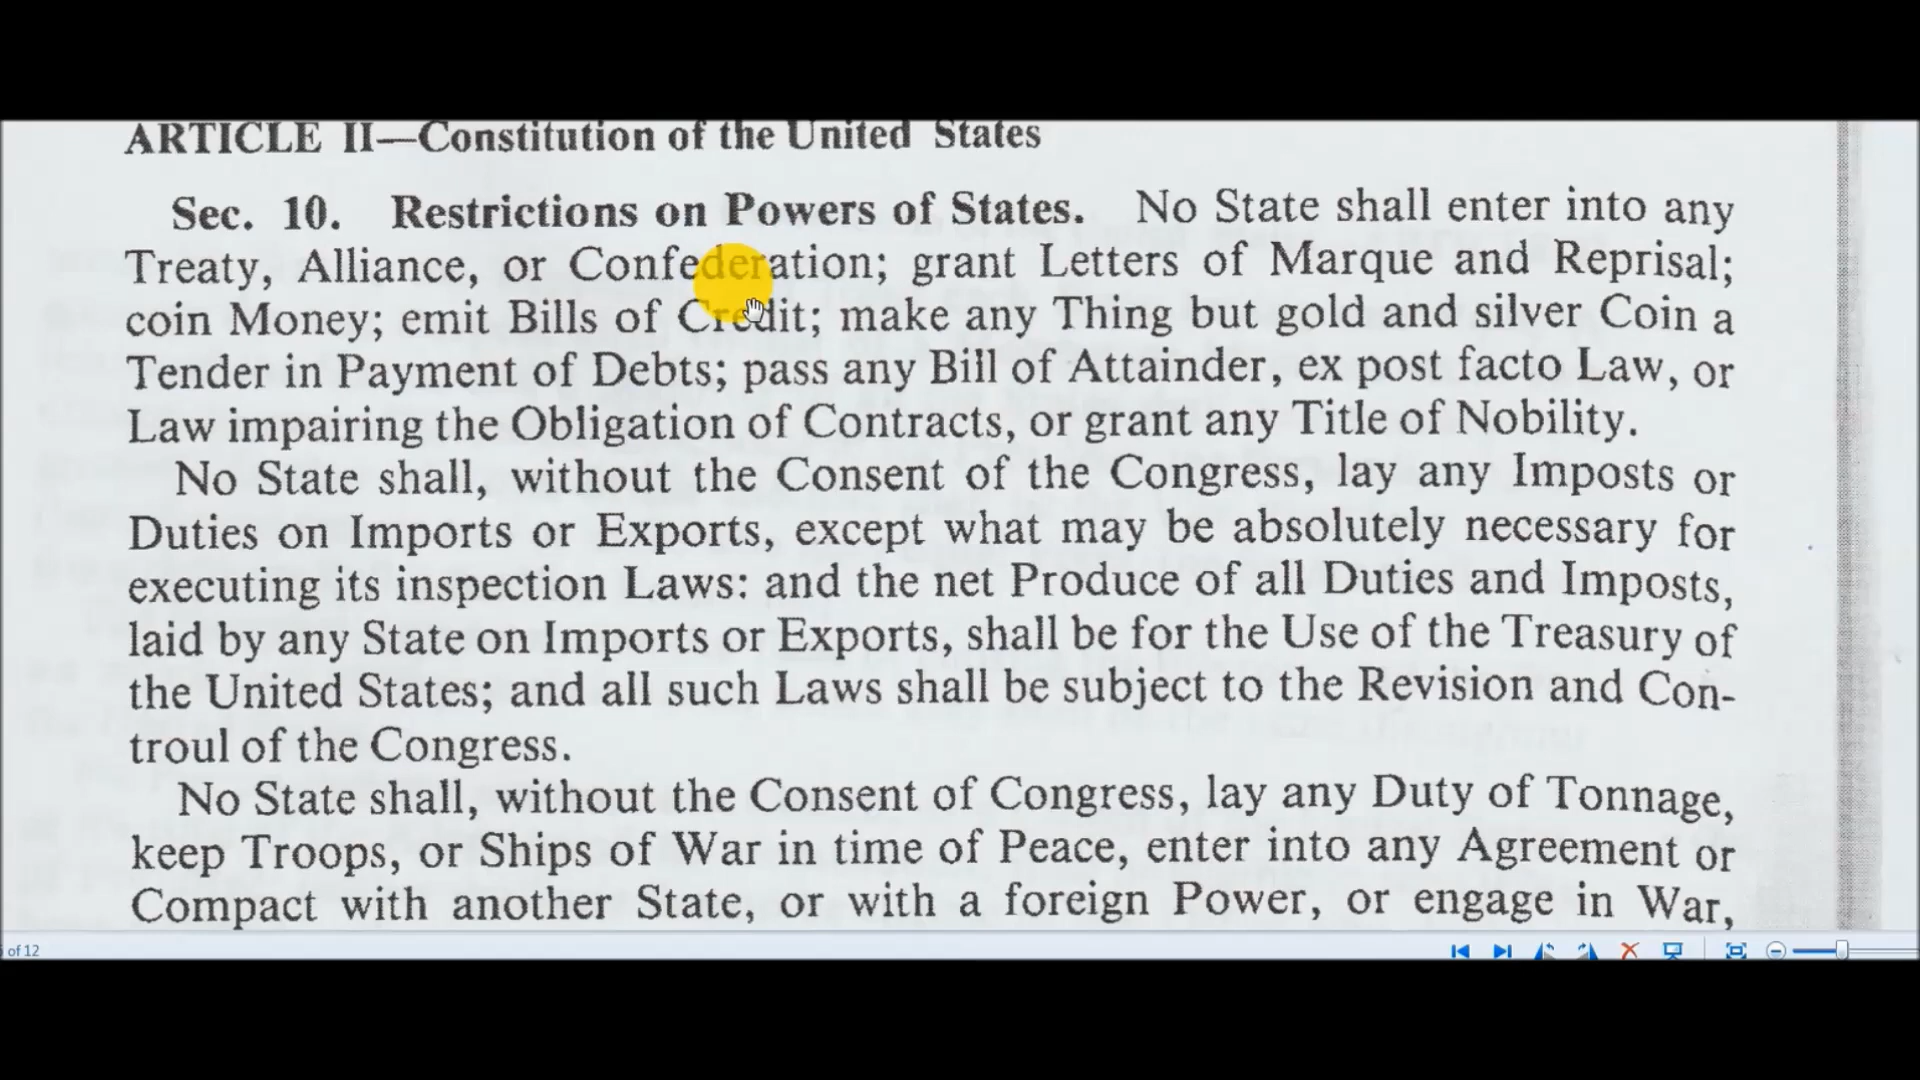 ARTICLE II—Constitution of the United States
Sec. 10. Restrictions on Powers of States. No State shall enter into any
Treaty, Alliance, or Confederation; grant Letters of Marque and Reprisal;
coin Money; emit Bills of Credit; make any Thing but gold and silver Coin a
Tender in Payment of Debts; pass any Bill of Attainder, ex post facto Law, or
Law impairing the Obligation of Contracts, or grant any Title of Nobility.
No State shall, without the Consent of the Congress, lay any Imposts or
Duties on Imports or Exports, except what may be absolutely necessary for
executing its inspection Laws: and the net Produce of all Duties and Imposts,
laid by any State on Imports or Exports, shall be for the Use of the Treasury of
the United States; and all such Laws shall be subject to the Revision and Con-
troul of the Congress.
No State shall, without the Consent of Congress, lay any Duty of Tonnage,
keep Troops, or Ships of War in time of Peace, enter into any Agreement or
Compact with another State, or with a foreign Power, or engage in War,
of 12